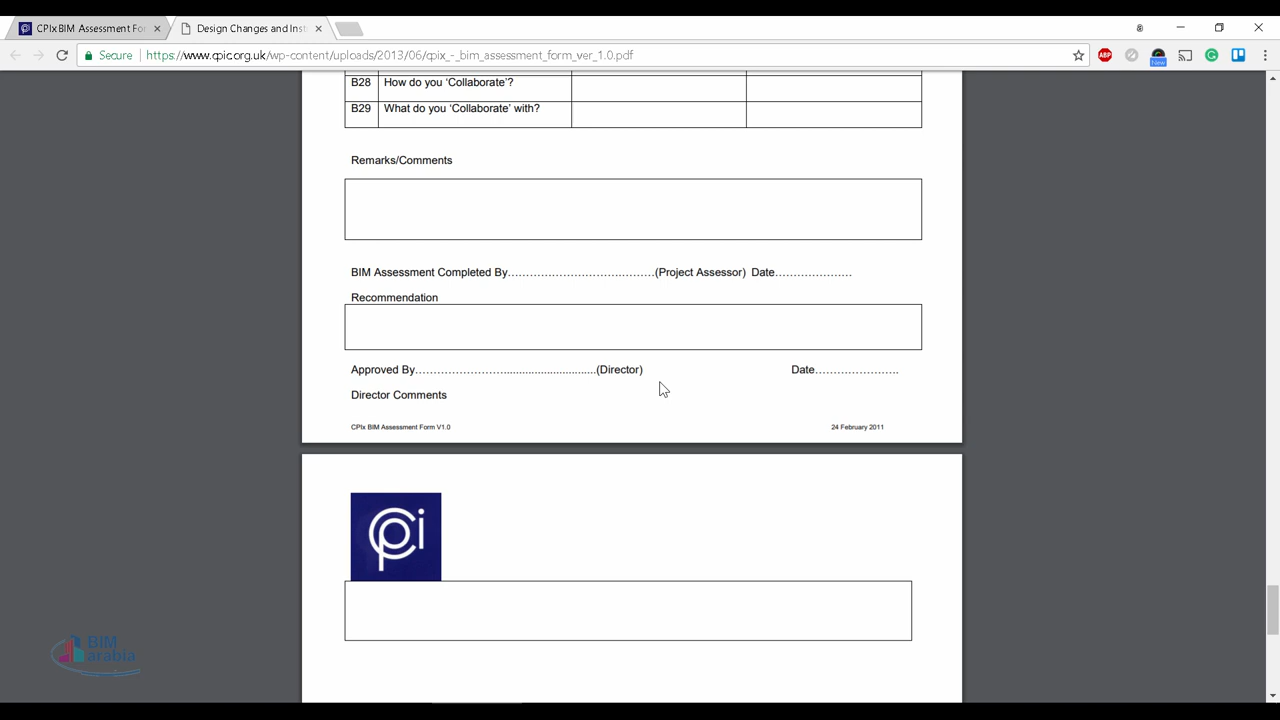 CPIx BIM Assessment For
Design Changes and Inst
Secure
https://www.cpic.org.uk/wp-content/uploads/2013/06/cpix_-_bim_assessment_form_ver_1.0.pdf
ABP
New
B28 How do you ‘Collaborate’?
B29 What do you ‘Collaborate’ with?
Remarks/Comments
BIM Assessment Completed By……………………………….…(Project Assessor) Date…………………
Recommendation
Approved By……………………............................(Director) Date………………….
Director Comments
CPIx BIM Assessment Form V1.0 24 February 2011
cpi
BIM
arabia